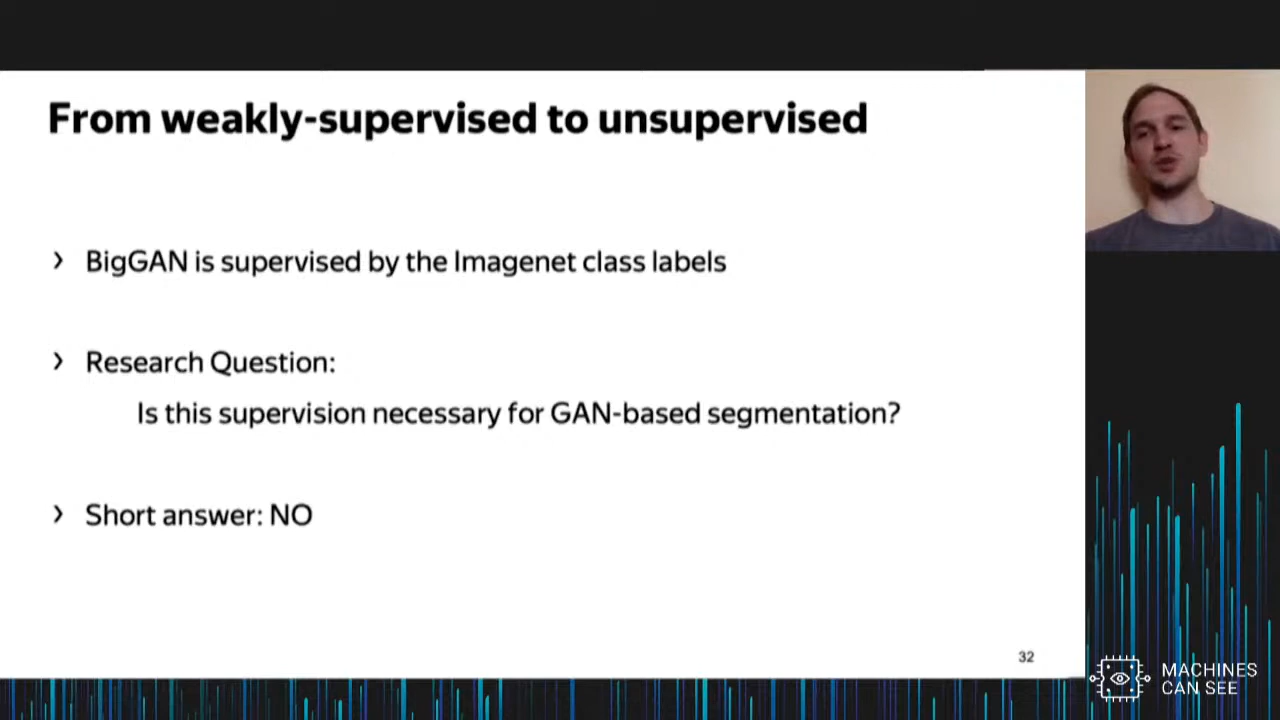 From weakly-supervised to unsupervised
› BigGAN is supervised by the Imagenet class labels
› Research Question:
Is this supervision necessary for GAN-based segmentation?
› Short answer: NO
32
MACHINES
CAN SEE